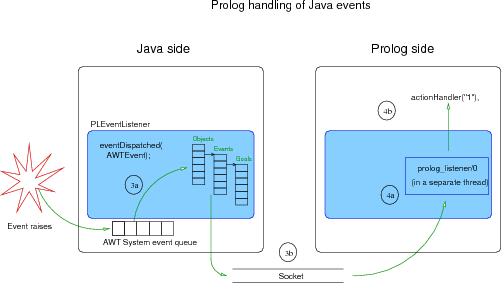 Prolog handling of Java events
Java side
Prolog side
PLEventListener
eventDispatched(
AWTEvent);
Objects
Events
Goals
3a
Event raises
AWT System event queue
3b
Socket
actionHandler("1"),
4b
prolog_listener/0
(in a separate thread)
4a